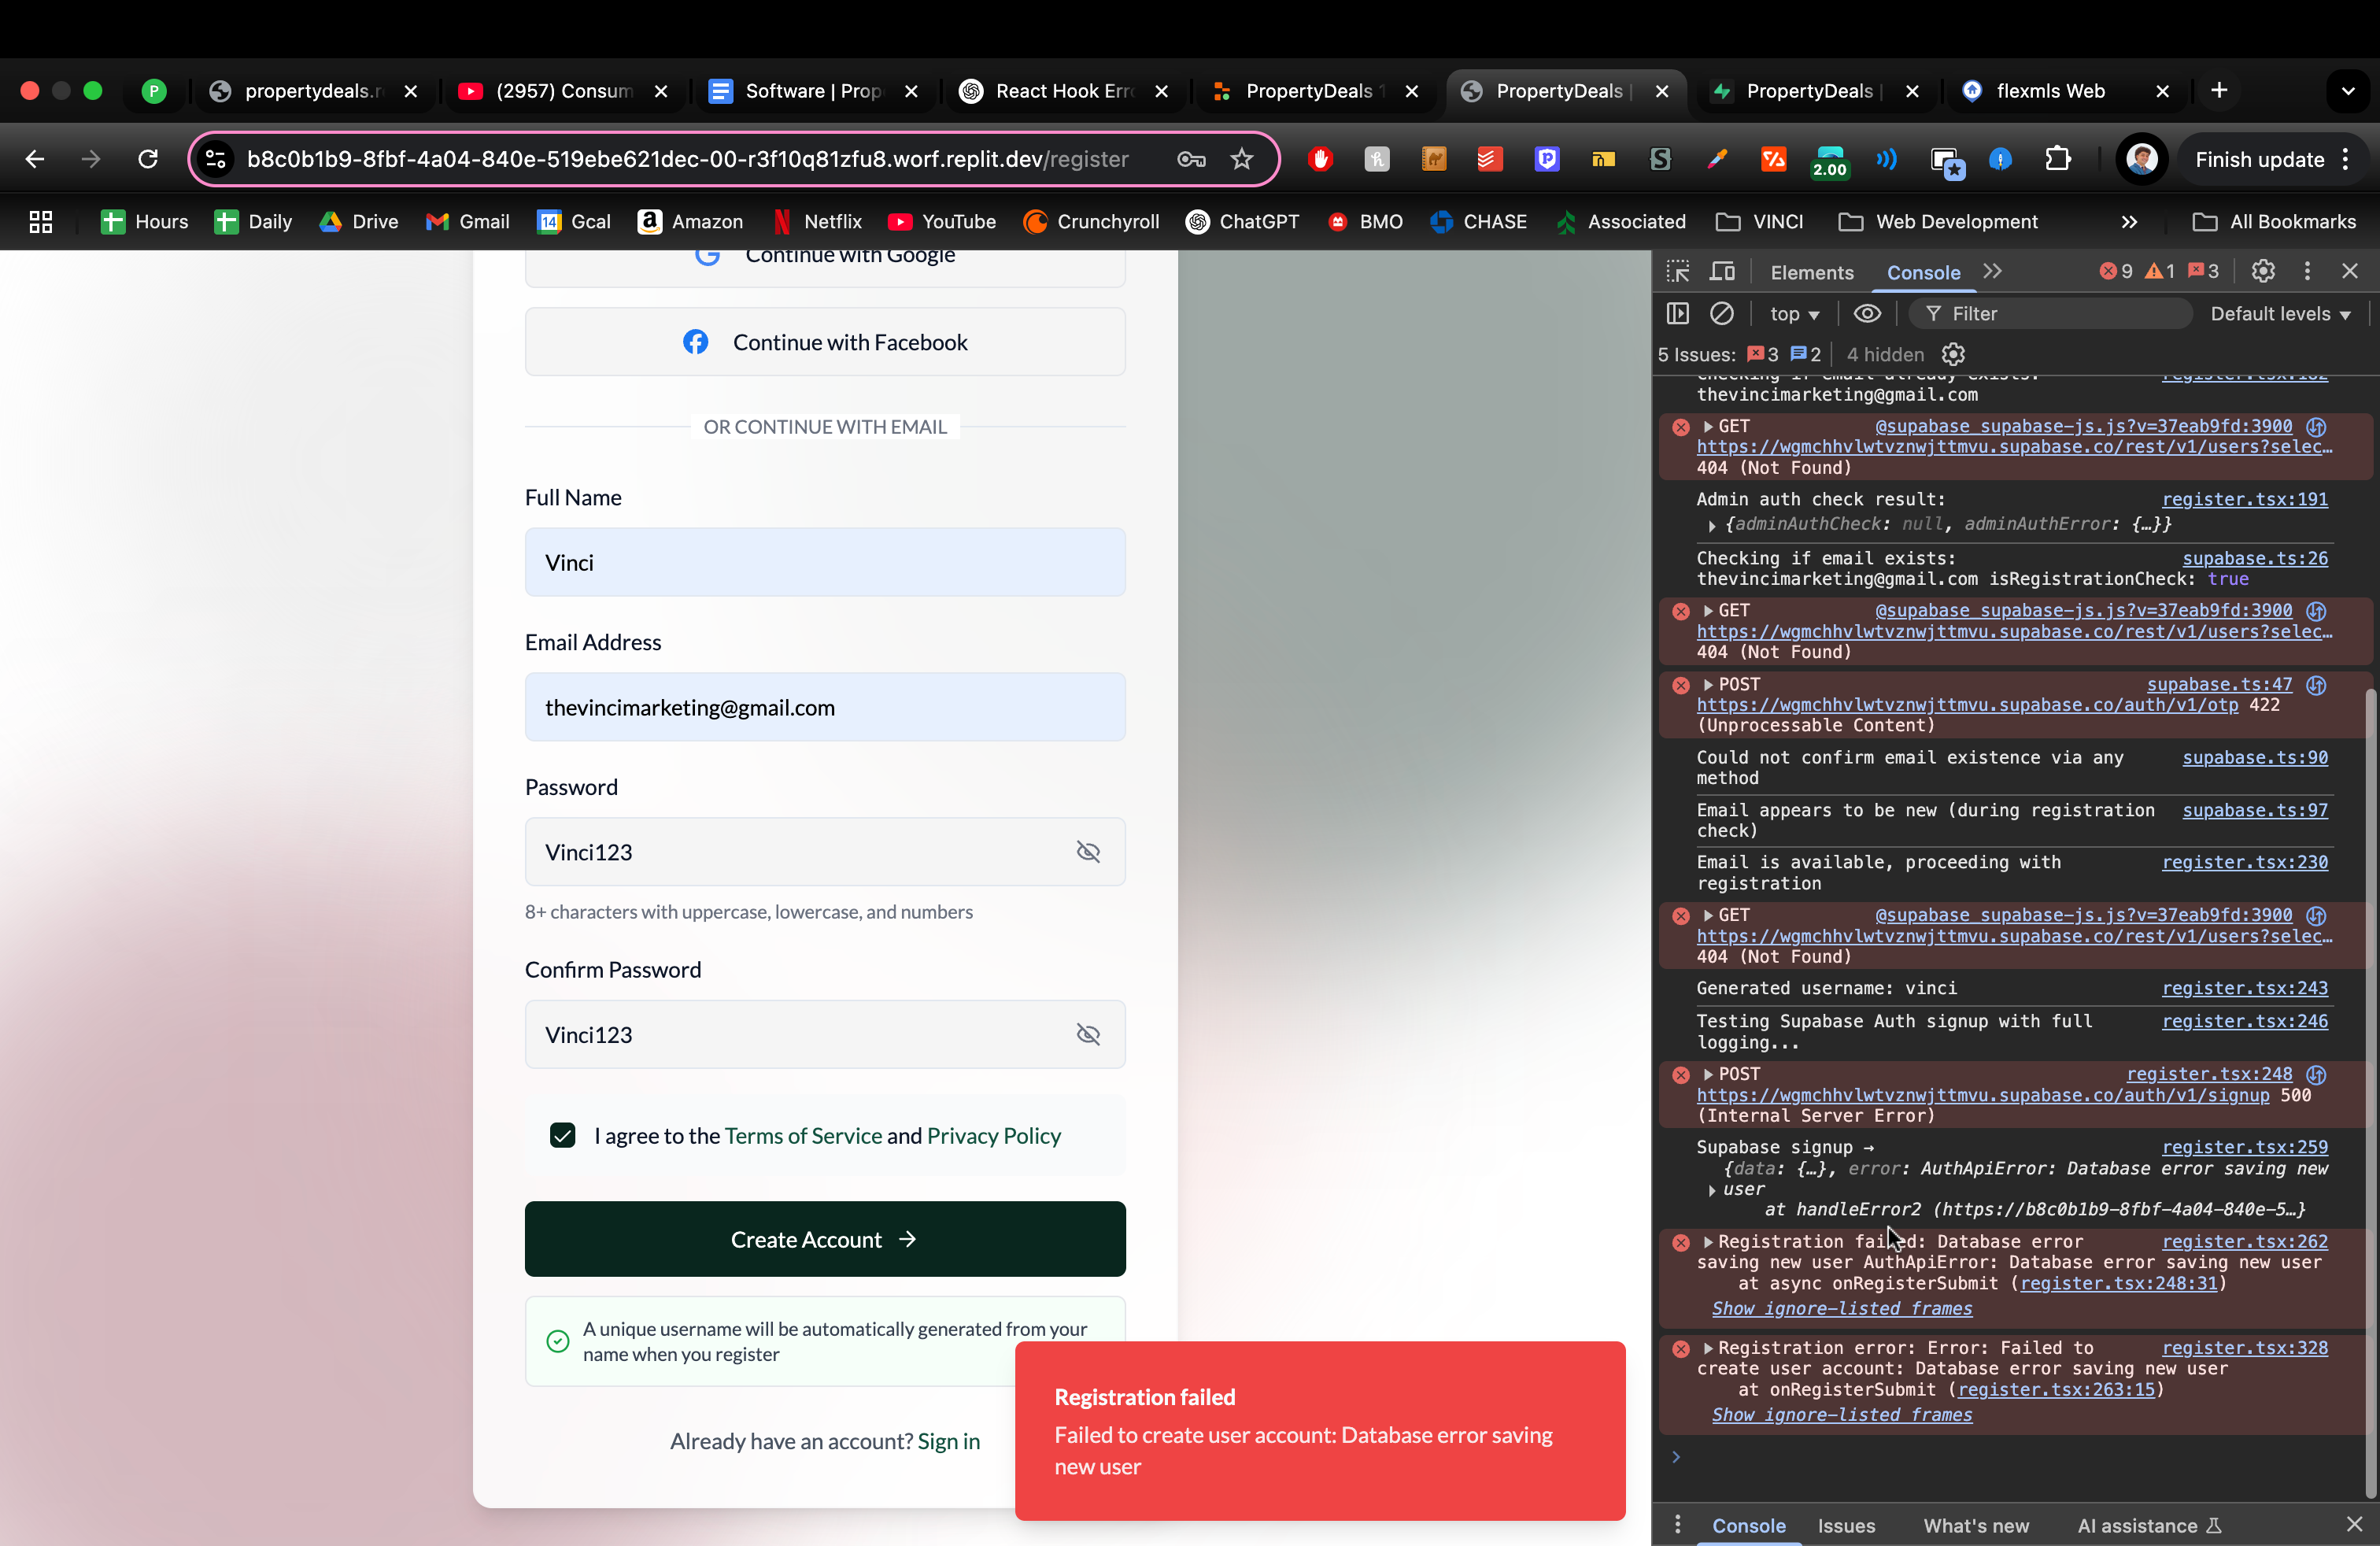 P
propertydeals.r
(2957) Consum
Software | Prop
React Hook Erro
PropertyDeals 1
PropertyDeals |
PropertyDeals |
flexmls Web
b8c0b1b9-8fbf-4a04-840e-519ebe621dec-00-r3f10q81zfu8.worf.replit.dev/register
2.00
Finish update
Hours
Daily
Drive
Gmail
14
Gcal
Amazon
Netflix
YouTube
Crunchyroll
ChatGPT
BMO
CHASE
Associated
VINCI
Web Development
All Bookmarks
Continue with Google
Continue with Facebook
OR CONTINUE WITH EMAIL
Full Name
Vinci
Email Address
thevincimarketing@gmail.com
Password
Vinci123
8+ characters with uppercase, lowercase, and numbers
Confirm Password
Vinci123
I agree to the Terms of Service and Privacy Policy
Create Account →
A unique username will be automatically generated from your
name when you register
Already have an account? Sign in
Registration failed
Failed to create user account: Database error saving
new user
Elements
Console
9
1
3
top
Filter
Default levels
5 Issues: 3 2
4 hidden
Checking if email already exists: register.tsx:182
thevincimarketing@gmail.com
GET @supabase_supabase-js.js?v=37eab9fd:3900
https://wgmchhvlwtvznwjttmvu.supabase.co/rest/v1/users?selec…
404 (Not Found)
Admin auth check result: register.tsx:191
{adminAuthCheck: null, adminAuthError: {…}}
Checking if email exists: supabase.ts:26
thevincimarketing@gmail.com isRegistrationCheck: true
GET @supabase_supabase-js.js?v=37eab9fd:3900
https://wgmchhvlwtvznwjttmvu.supabase.co/rest/v1/users?selec…
404 (Not Found)
POST supabase.ts:47
https://wgmchhvlwtvznwjttmvu.supabase.co/auth/v1/otp 422
(Unprocessable Content)
Could not confirm email existence via any supabase.ts:90
method
Email appears to be new (during registration supabase.ts:97
check)
Email is available, proceeding with register.tsx:230
registration
GET @supabase_supabase-js.js?v=37eab9fd:3900
https://wgmchhvlwtvznwjttmvu.supabase.co/rest/v1/users?selec…
404 (Not Found)
Generated username: vinci register.tsx:243
Testing Supabase Auth signup with full register.tsx:246
logging...
POST register.tsx:248
https://wgmchhvlwtvznwjttmvu.supabase.co/auth/v1/signup 500
(Internal Server Error)
Supabase signup → register.tsx:259
{data: {…}, error: AuthApiError: Database error saving new
user
at handleError2 (https://b8c0b1b9-8fbf-4a04-840e-5…}
Registration failed: Database error register.tsx:262
saving new user AuthApiError: Database error saving new user
at async onRegisterSubmit (register.tsx:248:31)
Show ignore-listed frames
Registration error: Error: Failed to register.tsx:328
create user account: Database error saving new user
at onRegisterSubmit (register.tsx:263:15)
Show ignore-listed frames
Console
Issues
What's new
AI assistance